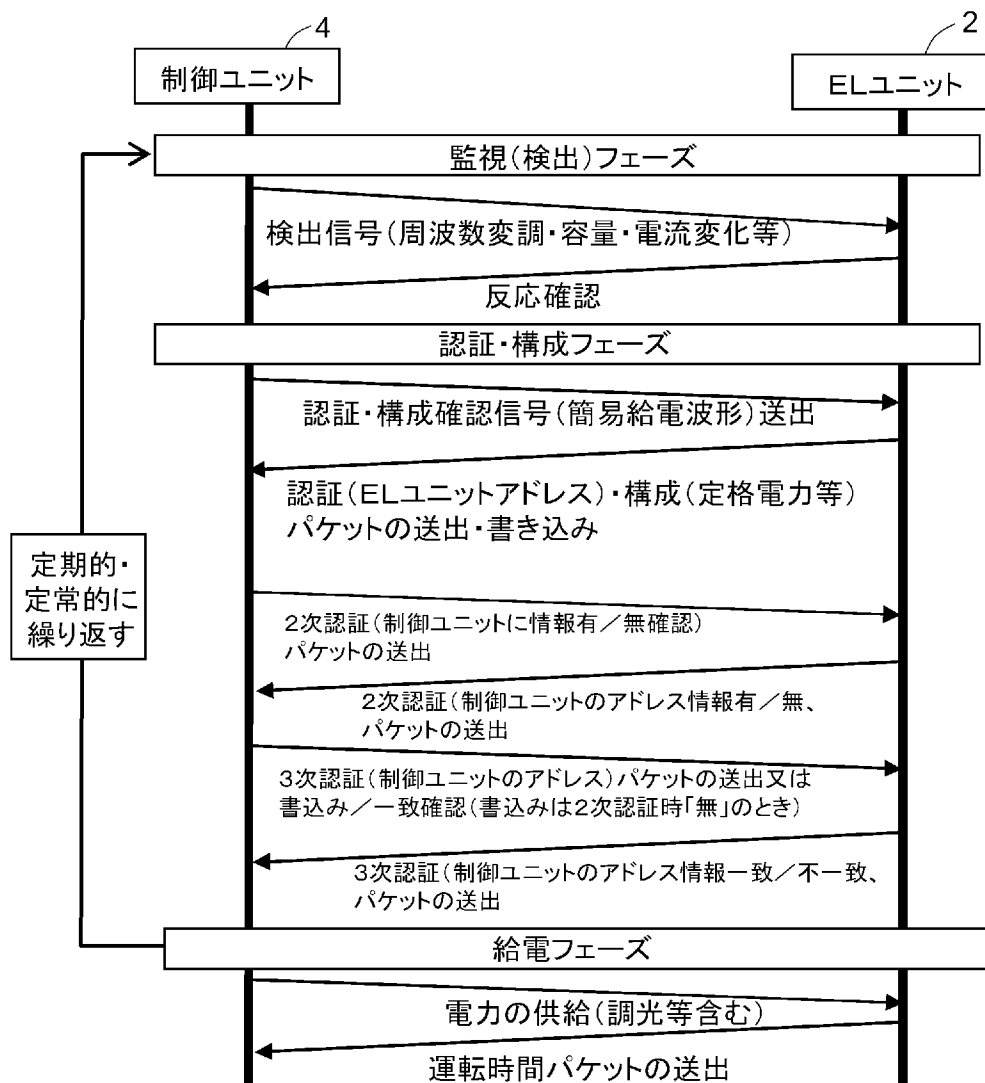 4
2
制御ユニット
ELユニット
監視(検出)フェーズ
検出信号(周波数変調・容量・電流変化等)
反応確認
認証・構成フェーズ
認証・構成確認信号(簡易給電波形)送出
認証(ELユニットアドレス)・構成(定格電力等)
パケットの送出・書き込み
定期的・
定常的に
繰り返す
2次認証(制御ユニットに情報有/無確認)
パケットの送出
2次認証(制御ユニットのアドレス情報有/無、
パケットの送出
3次認証(制御ユニットのアドレス)パケットの送出又は
書込み/一致確認(書込みは2次認証時「無」のとき)
3次認証(制御ユニットのアドレス情報一致/不一致、
パケットの送出
給電フェーズ
電力の供給(調光等含む)
運転時間パケットの送出